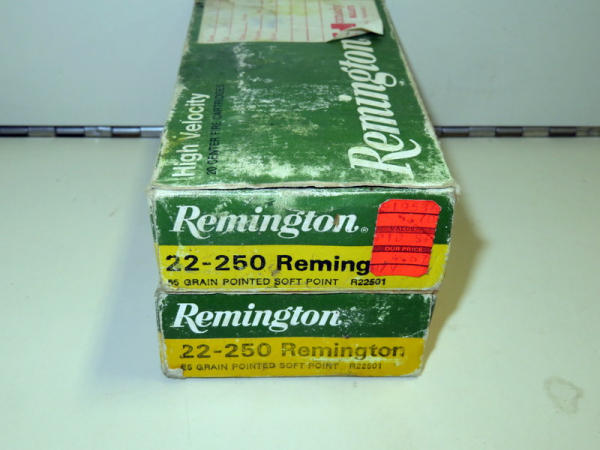 High Velocity
20 CENTER FIRE CARTRIDGES
Remington
Remington®
22-250 Reming
55 GRAIN POINTED SOFT POINT R22501
VALUE
OUR PRICE
Remington
22-250 Remington
55 GRAIN POINTED SOFT POINT R22501